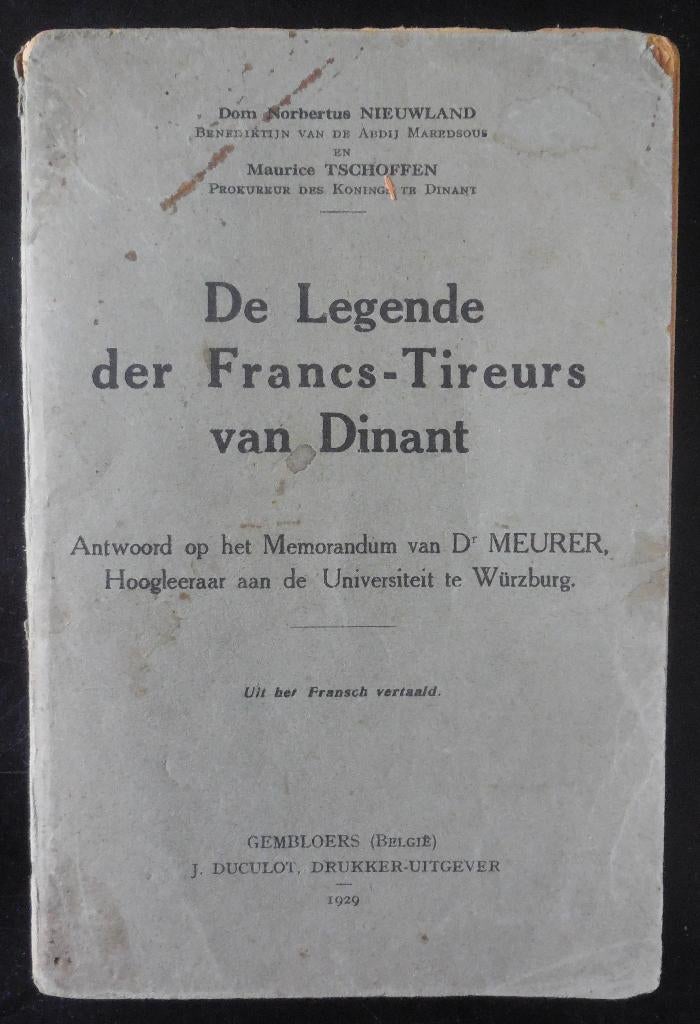 Dom Norbertus NIEUWLAND
BENEDIKTIJN VAN DE ABDIJ MAREDSOUS
EN
Maurice TSCHOFFEN
PROKUREUR DES KONINGS TE DINANT
De Legende
der Francs-Tireurs
van Dinant
Antwoord op het Memorandum van Dr MEURER,
Hoogleeraar aan de Universiteit te Würzburg.
Uit het Fransch vertaald.
GEMBLOERS (BELGIË)
J. DUCULOT, DRUKKER-UITGEVER
1929